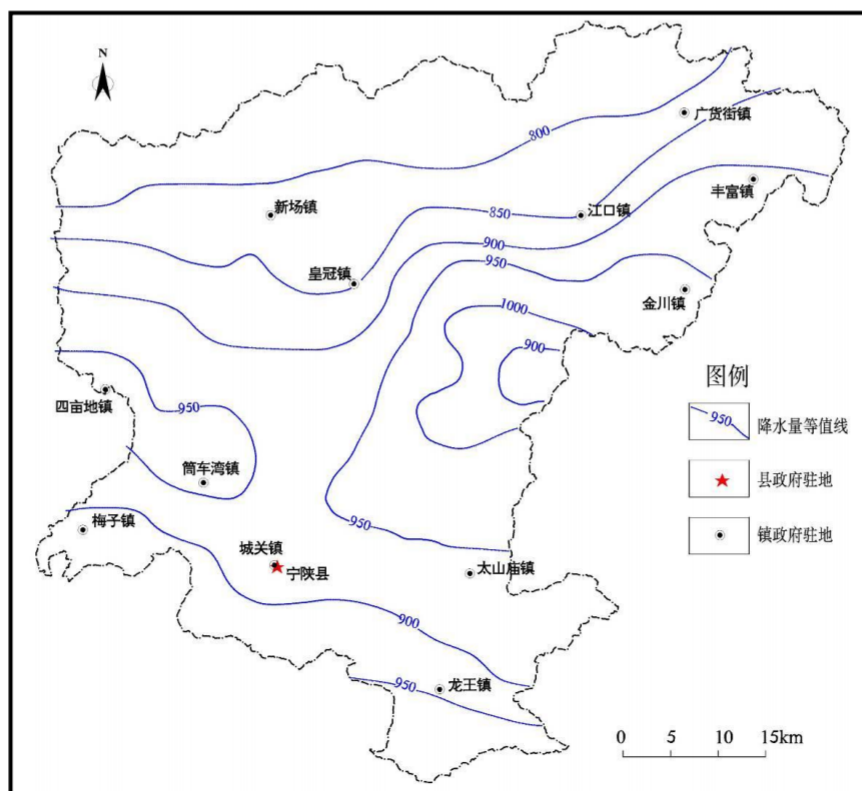 N
800
广货街镇
丰富镇
新场镇
850
江口镇
900
950
皇冠镇
金川镇
1000
900
图例
四亩地镇
950
950
降水量等值线
筒车湾镇
县政府驻地
梅子镇
950
镇政府驻地
城关镇
宁陕县
太山庙镇
900
950
龙王镇
0 5 10 15km